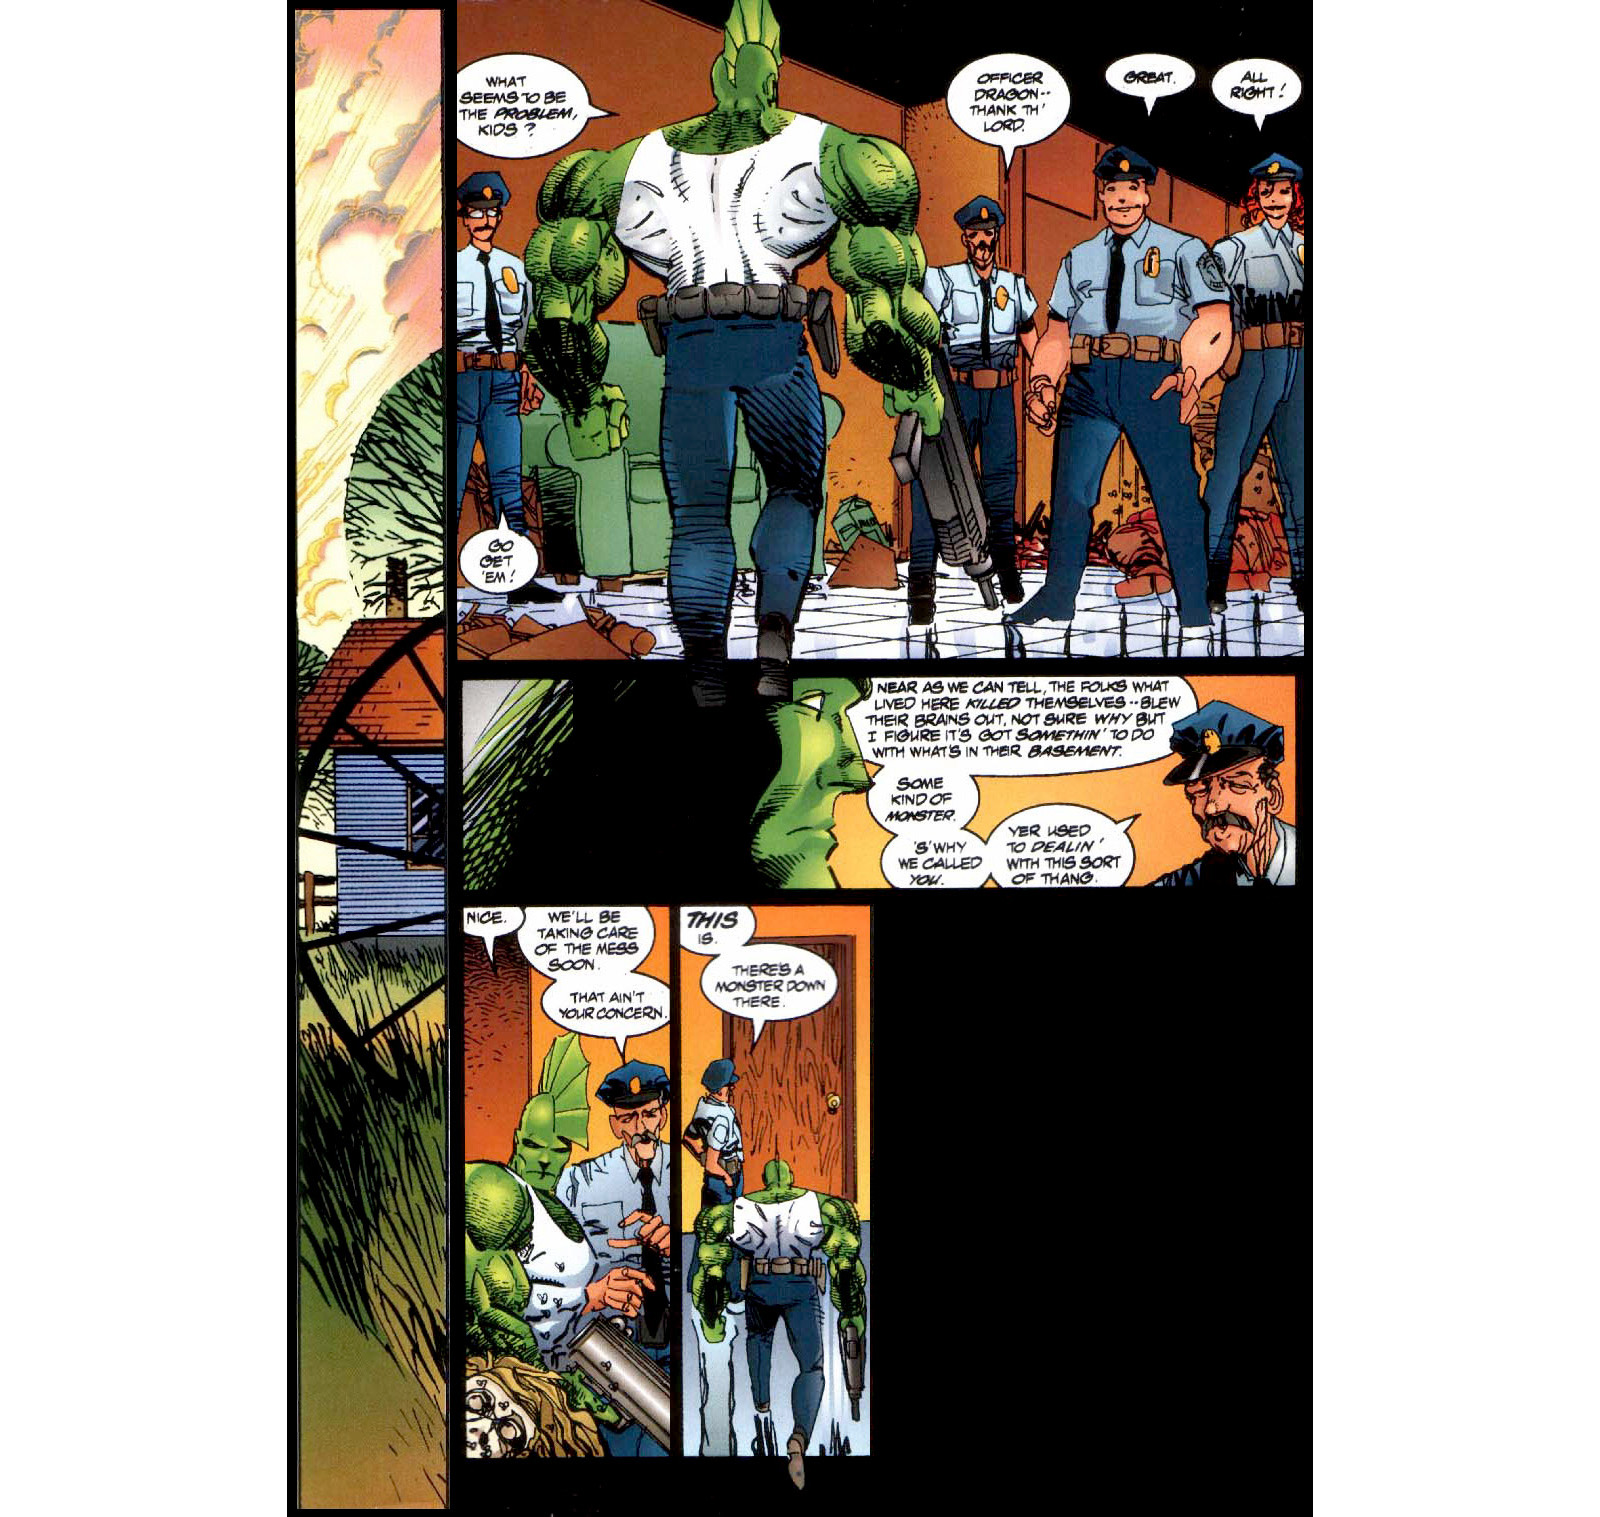 WHAT
SEEMS TO BE
THE PROBLEM,
KIDS?
OFFICER
DRAGON--
THANK TH'
LORD.
GREAT.
ALL
RIGHT!
GO
GET
'EM!
NEAR AS WE CAN TELL, THE FOLKS WHAT
LIVED HERE KILLED THEMSELVES--BLEW
THEIR BRAINS OUT, NOT SURE WHY BUT
I FIGURE IT'S GOT SOMETHIN' TO DO
WITH WHAT'S IN THEIR BASEMENT.
SOME
KIND OF
MONSTER.
'S' WHY
WE CALLED
YOU.
YER USED
TO DEALIN'
WITH THIS SORT
OF THANG.
NICE.
WE'LL BE
TAKING CARE
OF THE MESS
SOON.
THAT AIN'T
YOUR CONCERN.
THIS
IS.
THERE'S A
MONSTER DOWN
THERE.